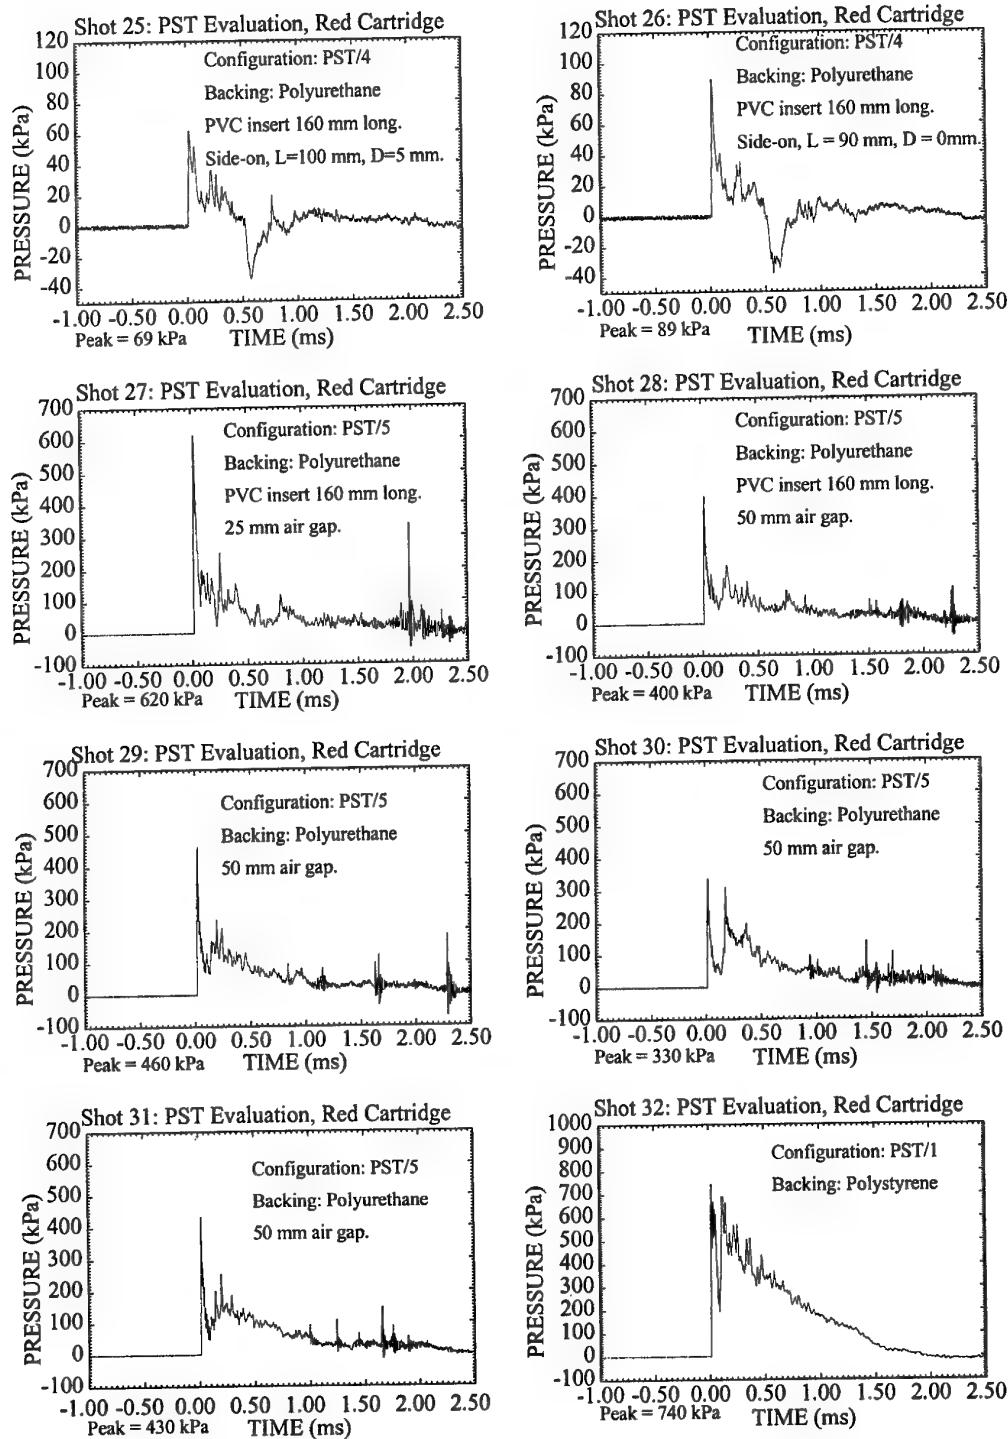 Shot 25: PST Evaluation, Red Cartridge
120
100
80
60
40
20
0
-20
-40
PRESSURE (kPa)
Configuration: PST/4
Backing: Polyurethane
PVC insert 160 mm long.
Side-on, L=100 mm, D=5 mm.
-1.00 -0.50 0.00 0.50 1.00 1.50 2.00 2.50
Peak = 69 kPa TIME (ms)
Shot 26: PST Evaluation, Red Cartridge
120
100
80
60
40
20
0
-20
-40
PRESSURE (kPa)
Configuration: PST/4
Backing: Polyurethane
PVC insert 160 mm long.
Side-on, L = 90 mm, D = 0mm.
-1.00 -0.50 0.00 0.50 1.00 1.50 2.00 2.50
Peak = 89 kPa TIME (ms)
Shot 27: PST Evaluation, Red Cartridge
700
600
500
400
300
200
100
0
-100
PRESSURE (kPa)
Configuration: PST/5
Backing: Polyurethane
PVC insert 160 mm long.
25 mm air gap.
-1.00 -0.50 0.00 0.50 1.00 1.50 2.00 2.50
Peak = 620 kPa TIME (ms)
Shot 28: PST Evaluation, Red Cartridge
700
600
500
400
300
200
100
0
-100
PRESSURE (kPa)
Configuration: PST/5
Backing: Polyurethane
PVC insert 160 mm long.
50 mm air gap.
-1.00 -0.50 0.00 0.50 1.00 1.50 2.00 2.50
Peak = 400 kPa TIME (ms)
Shot 29: PST Evaluation, Red Cartridge
700
600
500
400
300
200
100
0
-100
PRESSURE (kPa)
Configuration: PST/5
Backing: Polyurethane
50 mm air gap.
-1.00 -0.50 0.00 0.50 1.00 1.50 2.00 2.50
Peak = 460 kPa TIME (ms)
Shot 30: PST Evaluation, Red Cartridge
700
600
500
400
300
200
100
0
-100
PRESSURE (kPa)
Configuration: PST/5
Backing: Polyurethane
50 mm air gap.
-1.00 -0.50 0.00 0.50 1.00 1.50 2.00 2.50
Peak = 330 kPa TIME (ms)
Shot 31: PST Evaluation, Red Cartridge
700
600
500
400
300
200
100
0
-100
PRESSURE (kPa)
Configuration: PST/5
Backing: Polyurethane
50 mm air gap.
-1.00 -0.50 0.00 0.50 1.00 1.50 2.00 2.50
Peak = 430 kPa TIME (ms)
Shot 32: PST Evaluation, Red Cartridge
1000
900
800
700
600
500
400
300
200
100
0
-100
PRESSURE (kPa)
Configuration: PST/1
Backing: Polystyrene
-1.00 -0.50 0.00 0.50 1.00 1.50 2.00 2.50
Peak = 740 kPa TIME (ms)